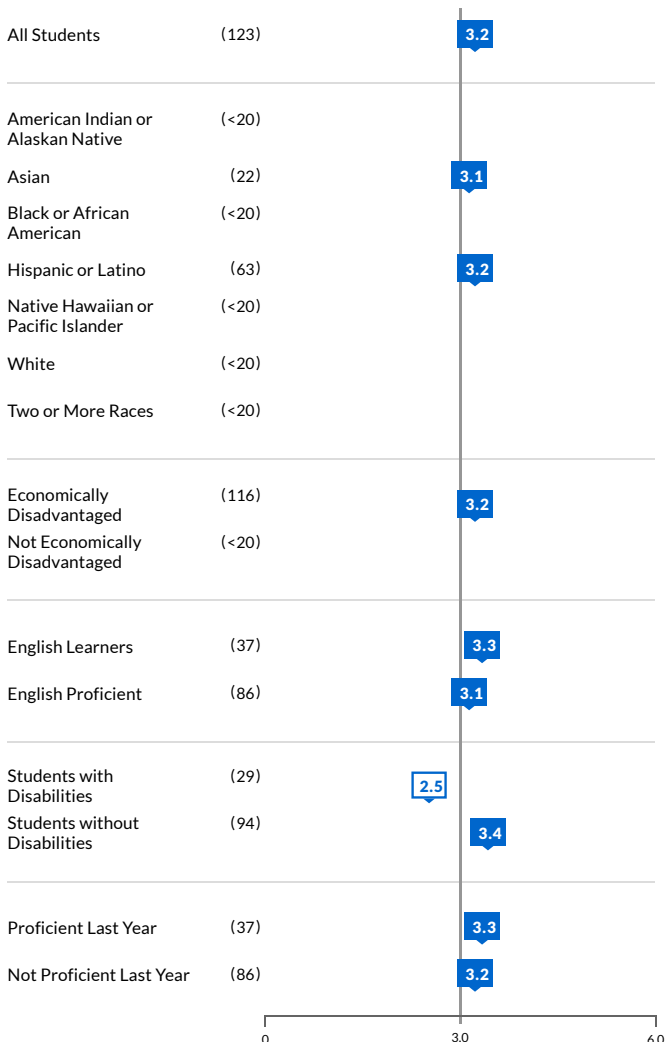 All Students (123) 3.2
American Indian or (<20)
Alaskan Native
Asian (22) 3.1
Black or African (<20)
American
Hispanic or Latino (63) 3.2
Native Hawaiian or (<20)
Pacific Islander
White (<20)
Two or More Races (<20)
Economically (116) 3.2
Disadvantaged
Not Economically (<20)
Disadvantaged
English Learners (37) 3.3
English Proficient (86) 3.1
Students with (29) 2.5
Disabilities
Students without (94) 3.4
Disabilities
Proficient Last Year (37) 3.3
Not Proficient Last Year (86) 3.2
0 3.0 6.0